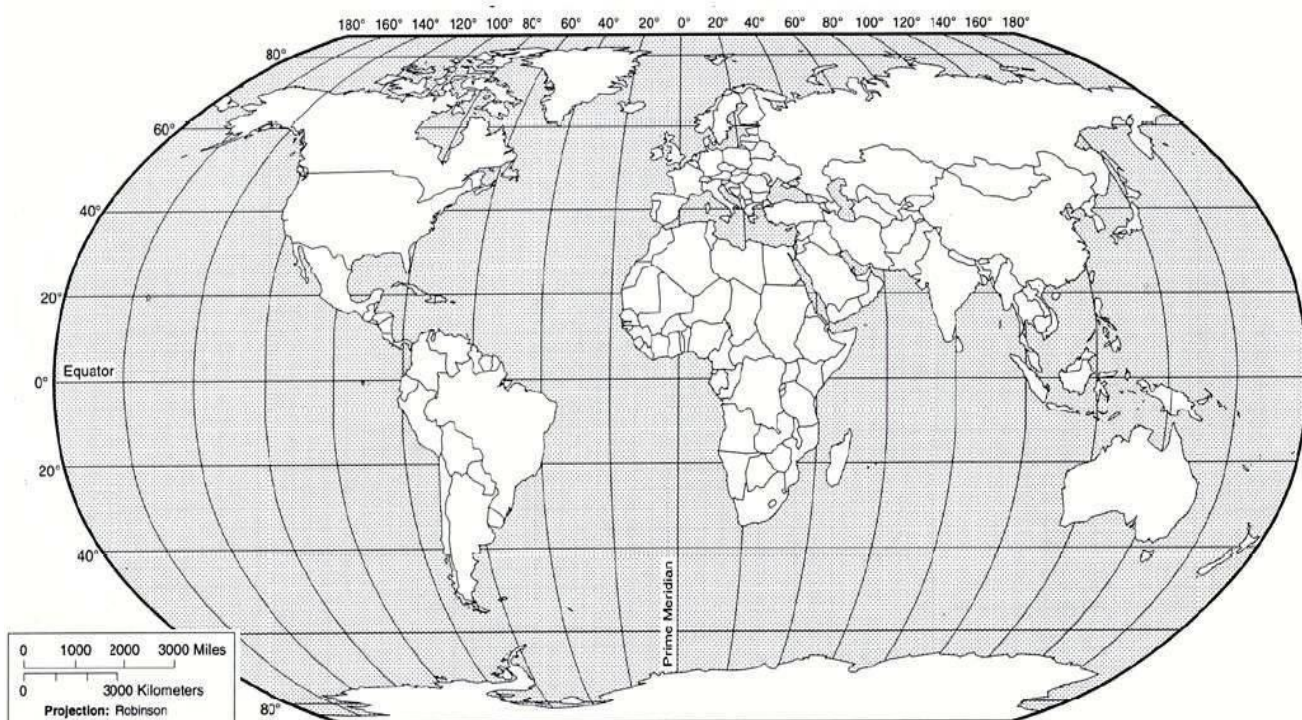 180° 160° 140° 120° 100° 80° 60° 40° 20° 0° 20° 40° 60° 80° 100° 120° 140° 160° 180°
80°
60°
40°
20°
Equator
0°
20°
40°
Prime Meridian
0 1000 2000 3000 Miles
0 3000 Kilometers
Projection: Robinson
80°